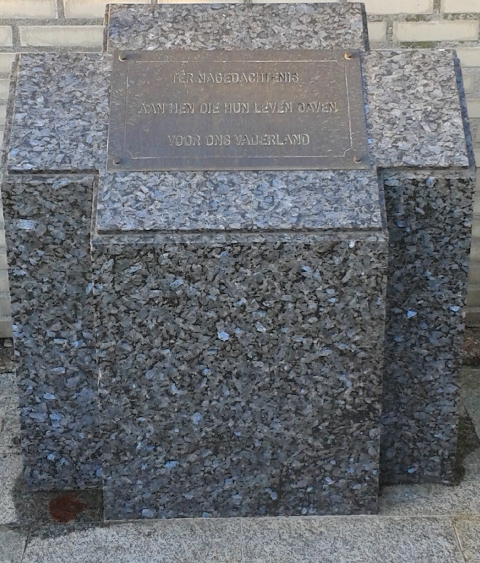 TER NAGEDACHTENIS
AAN HEN DIE HUN LEVEN GAVEN
VOOR ONS VADERLAND